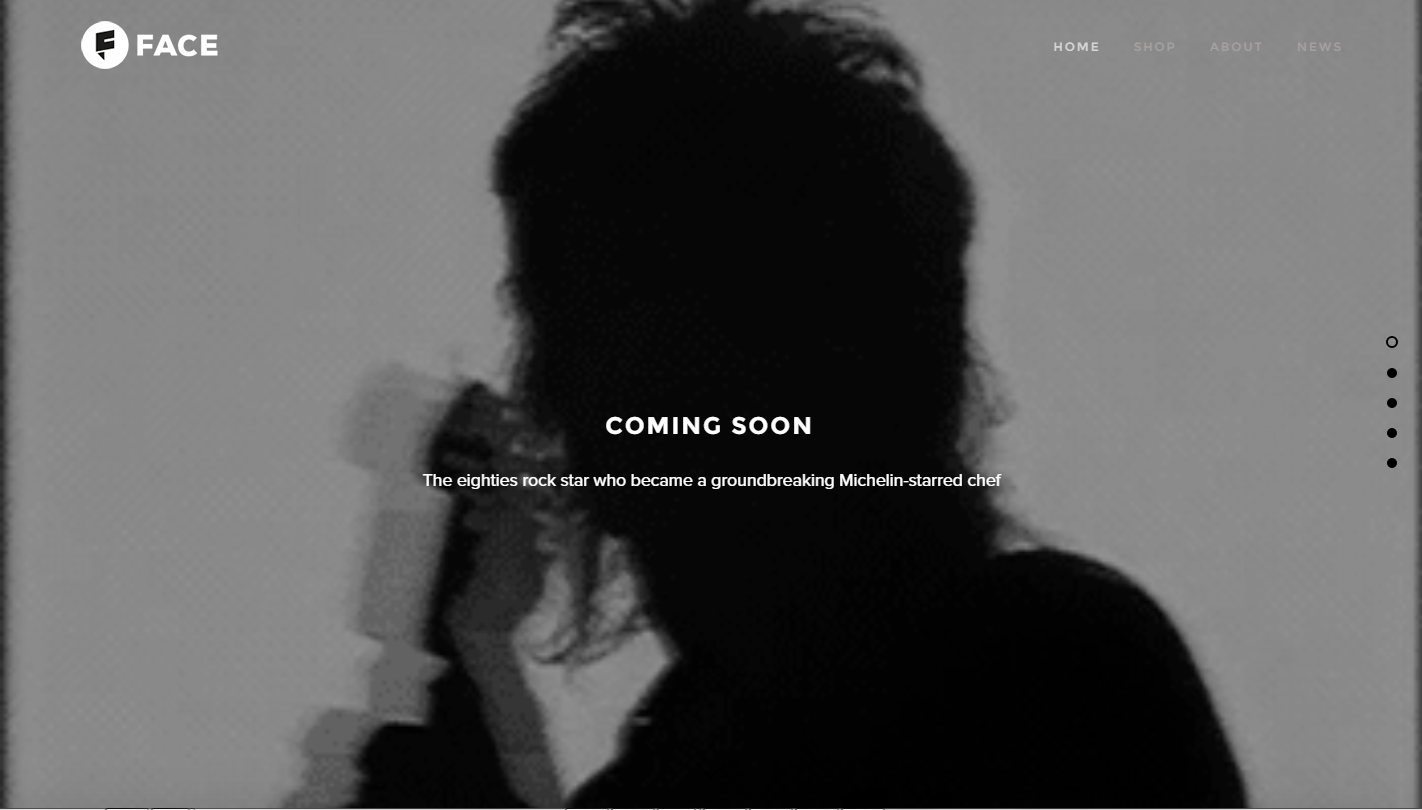 FACE
HOME SHOP ABOUT NEWS
COMING SOON
The eighties rock star who became a groundbreaking Michelin-starred chef